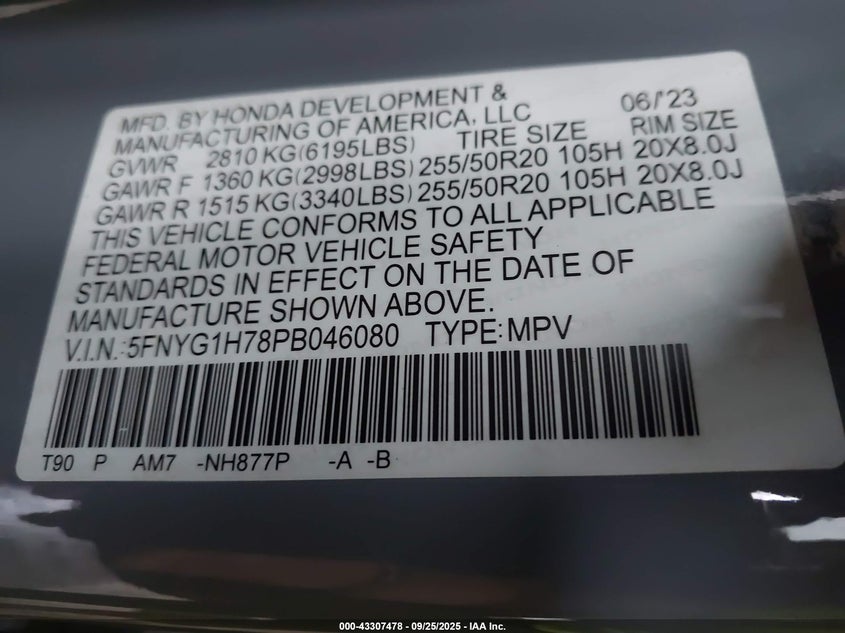 MFD. BY HONDA DEVELOPMENT &
MANUFACTURING OF AMERICA, LLC 06/'23
GVWR 2810 KG(6195LBS) TIRE SIZE RIM SIZE
GAWR F 1360 KG(2998LBS) 255/50R20 105H 20X8.0J
GAWR R 1515 KG(3340LBS) 255/50R20 105H 20X8.0J
THIS VEHICLE CONFORMS TO ALL APPLICABLE
FEDERAL MOTOR VEHICLE SAFETY
STANDARDS IN EFFECT ON THE DATE OF
MANUFACTURE SHOWN ABOVE.
V.I.N.:5FNYG1H78PB046080 TYPE:MPV
T90 P AM7 -NH877P -A -B
000-43307478 - 09/25/2025 - IAA Inc.